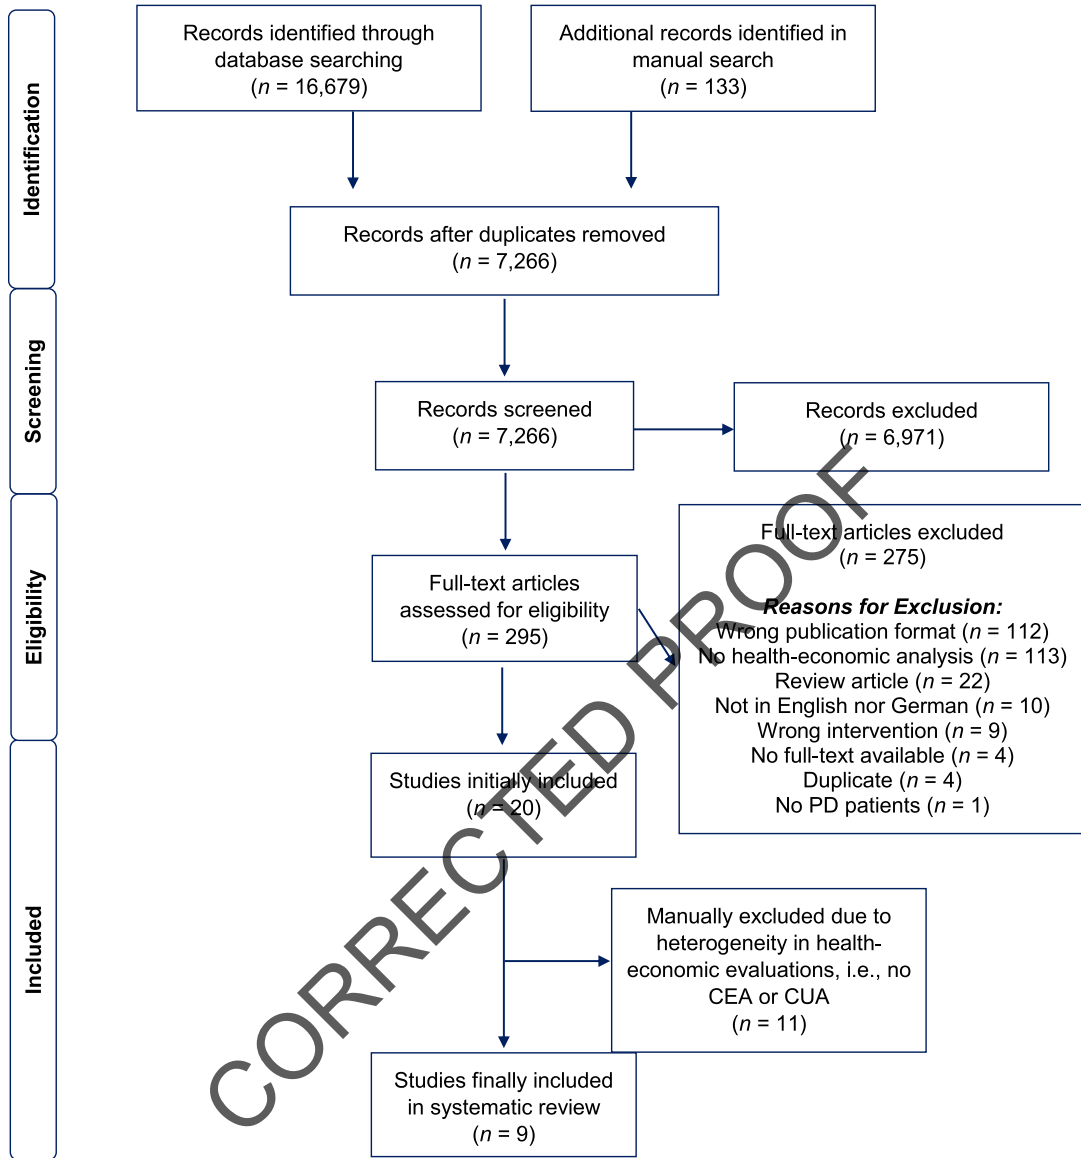 Identification
Records identified through
database searching
(n = 16,679)
Additional records identified in
manual search
(n = 133)
Records after duplicates removed
(n = 7,266)
Screening
Records screened
(n = 7,266)
Records excluded
(n = 6,971)
Eligibility
Full-text articles
assessed for eligibility
(n = 295)
Full-text articles excluded
(n = 275)
Reasons for Exclusion:
Wrong publication format (n = 112)
No health-economic analysis (n = 113)
Review article (n = 22)
Not in English nor German (n = 10)
Wrong intervention (n = 9)
No full-text available (n = 4)
Duplicate (n = 4)
No PD patients (n = 1)
Included
Studies initially included
(n = 20)
Manually excluded due to
heterogeneity in health-
economic evaluations, i.e., no
CEA or CUA
(n = 11)
Studies finally included
in systematic review
(n = 9)
CORRECTED PROOF